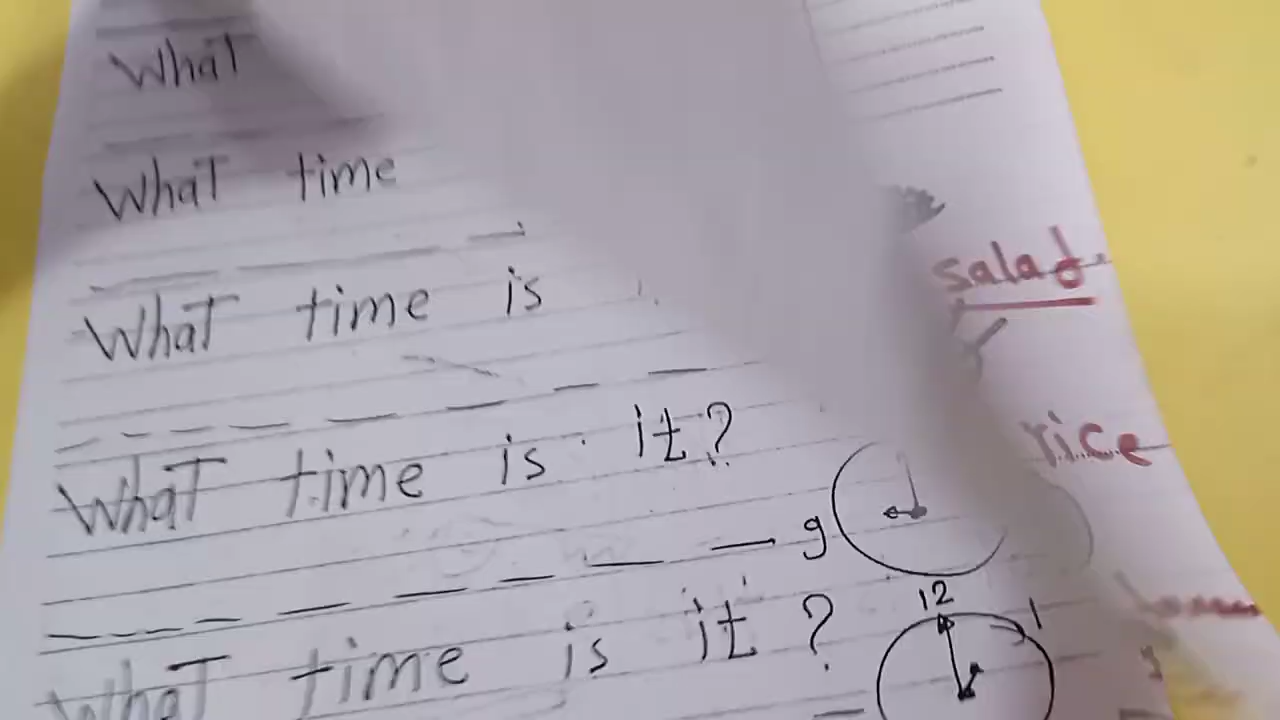 What
What time
salad
What time is
rice
What time is it?
9
12
1
What time is it?